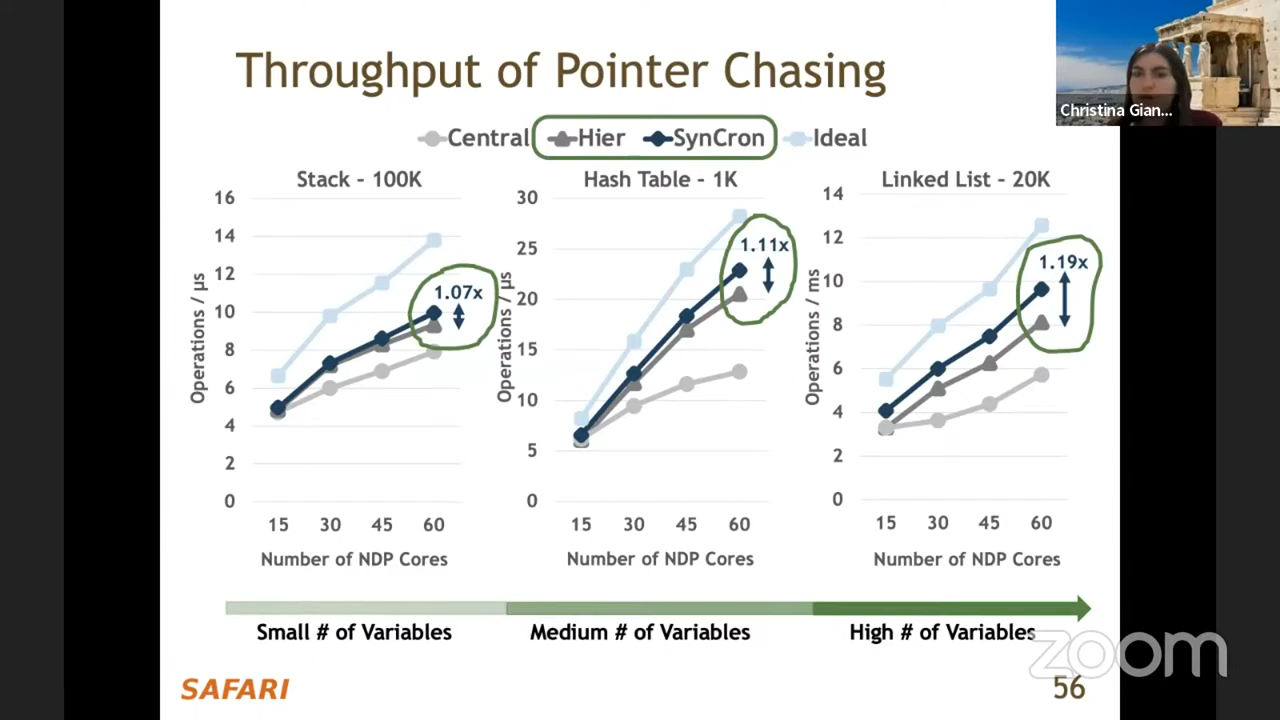 Throughput of Pointer Chasing
Christina Gian...
Central Hier SynCron Ideal
Stack – 100K
16
14
12
10
8
6
4
2
0
Operations / µs
1.07x
15 30 45 60
Number of NDP Cores
Hash Table – 1K
30
25
20
15
10
5
0
Operations / µs
1.11x
15 30 45 60
Number of NDP Cores
Linked List – 20K
14
12
10
8
6
4
2
0
Operations / ms
1.19x
15 30 45 60
Number of NDP Cores
Small # of Variables
Medium # of Variables
High # of Variables
zoom
SAFARI
56